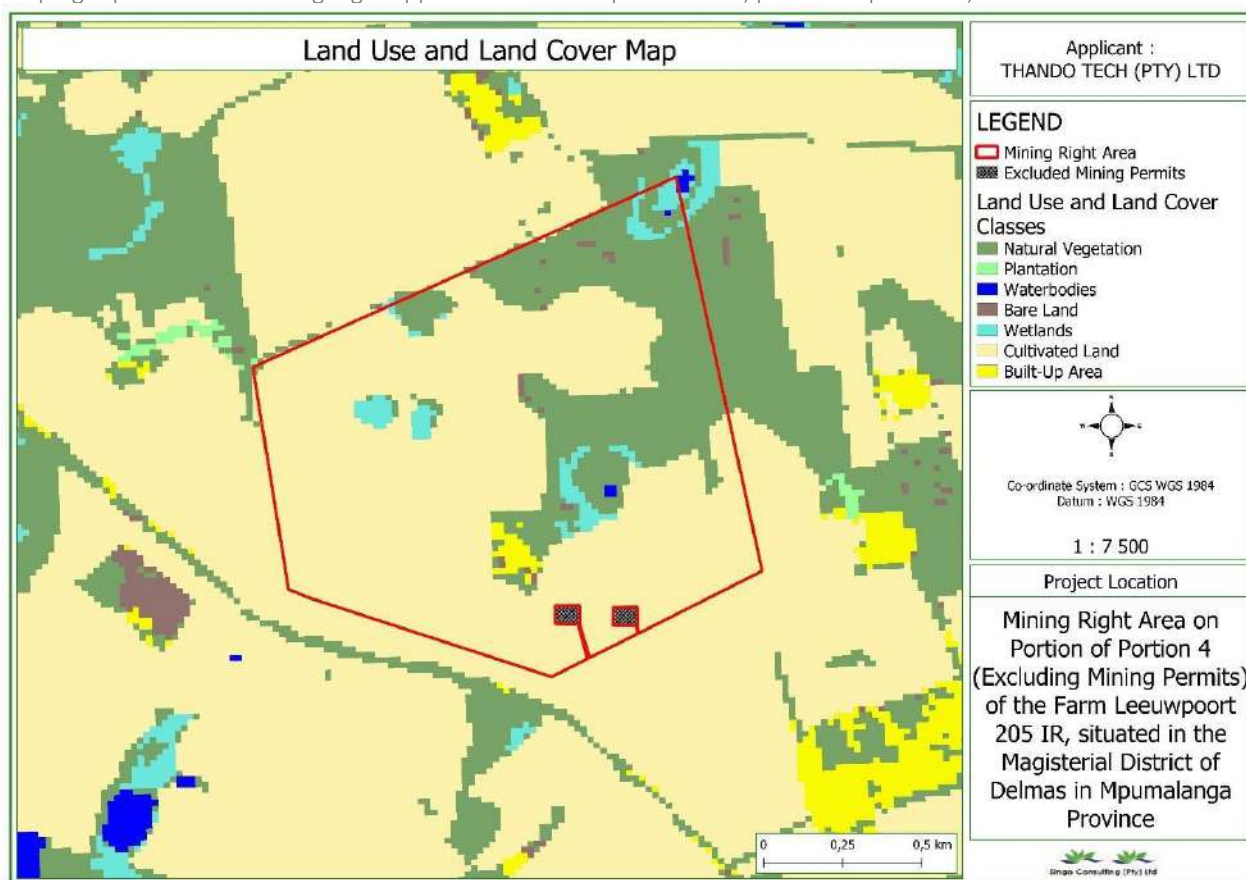 Land Use and Land Cover Map
Applicant :
THANDO TECH (PTY) LTD
LEGEND
Mining Right Area
Excluded Mining Permits
Land Use and Land Cover
Classes
Natural Vegetation
Plantation
Waterbodies
Bare Land
Wetlands
Cultivated Land
Built-Up Area
N
W
E
S
Co-ordinate System : GCS WGS 1984
Datum : WGS 1984
1 : 7 500
Project Location
Mining Right Area on
Portion of Portion 4
(Excluding Mining Permits)
of the Farm Leeuwpoort
205 IR, situated in the
Magisterial District of
Delmas in Mpumalanga
Province
0 0,25 0,5 km
Singo Consulting (Pty) Ltd